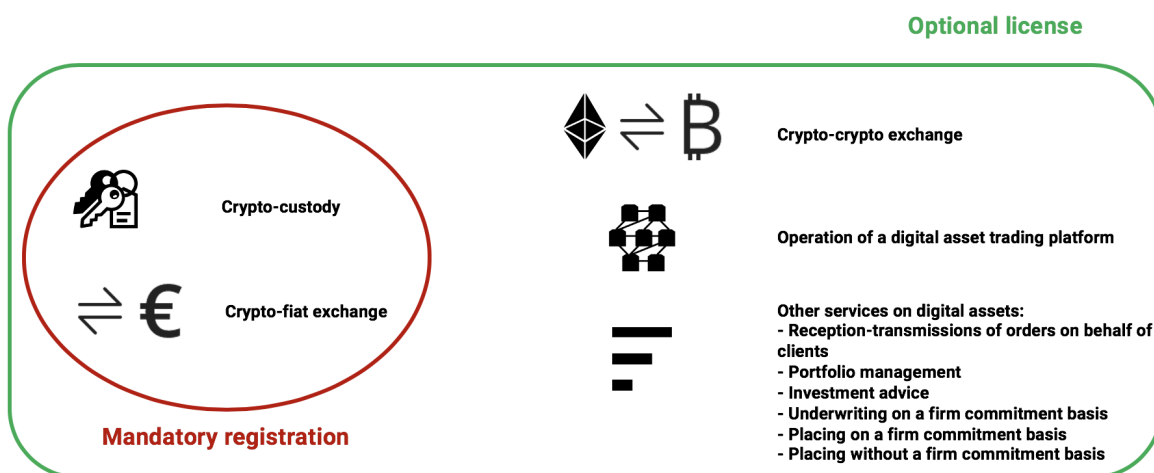 Optional license
Crypto-crypto exchange
Crypto-custody
Operation of a digital asset trading platform
Crypto-fiat exchange
Other services on digital assets:
- Reception-transmissions of orders on behalf of
clients
- Portfolio management
- Investment advice
- Underwriting on a firm commitment basis
- Placing on a firm commitment basis
- Placing without a firm commitment basis
Mandatory registration